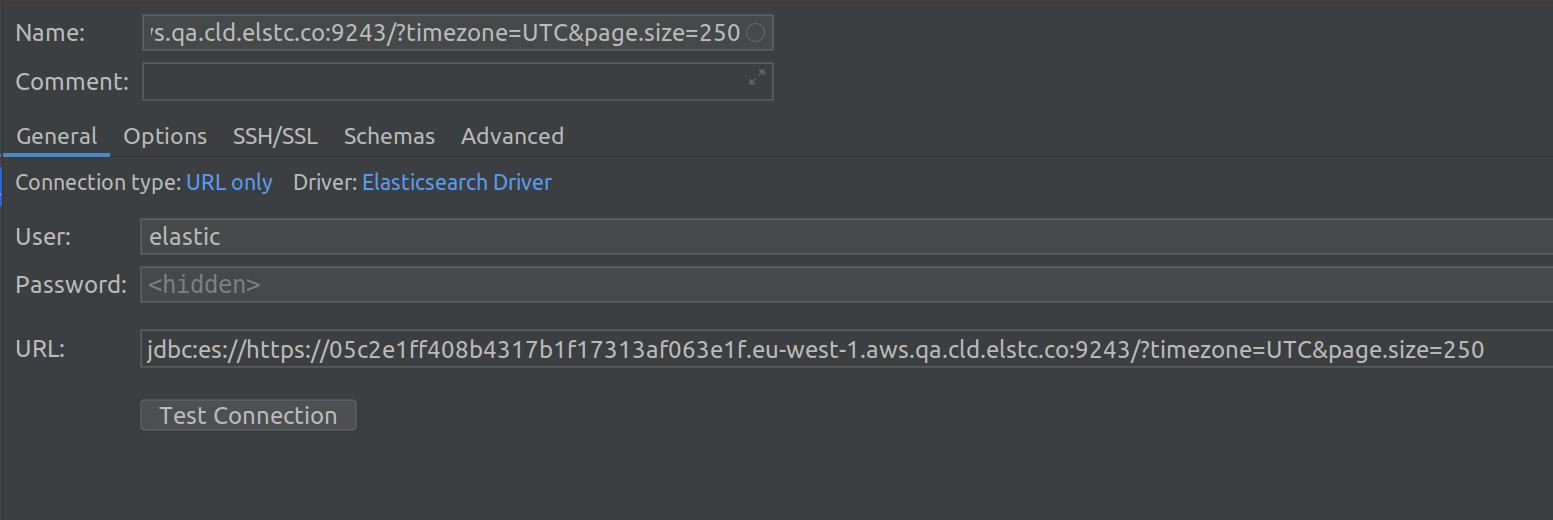 Name: s.qa.cld.elstc.co:9243/?timezone=UTC&page.size=250
Comment:
General Options SSH/SSL Schemas Advanced
Connection type: URL only Driver: Elasticsearch Driver
User: elastic
Password: <hidden>
URL: jdbc:es://https://05c2e1ff408b4317b1f17313af063e1f.eu-west-1.aws.qa.cld.elstc.co:9243/?timezone=UTC&page.size=250
Test Connection